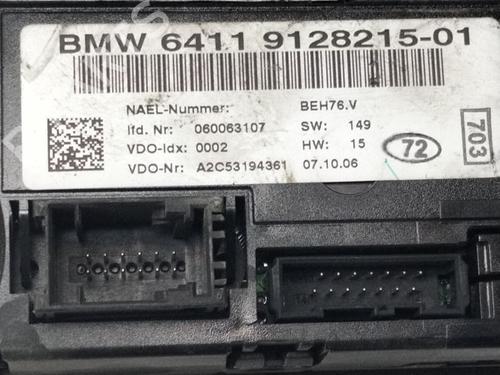 BMW 6411 9128215-01
NAEL-Nummer: BEH76.V
lfd. Nr: 060063107 SW: 149
VDO-Idx: 0002 HW: 15
VDO-Nr: A2C53194361 07.10.06
72
703